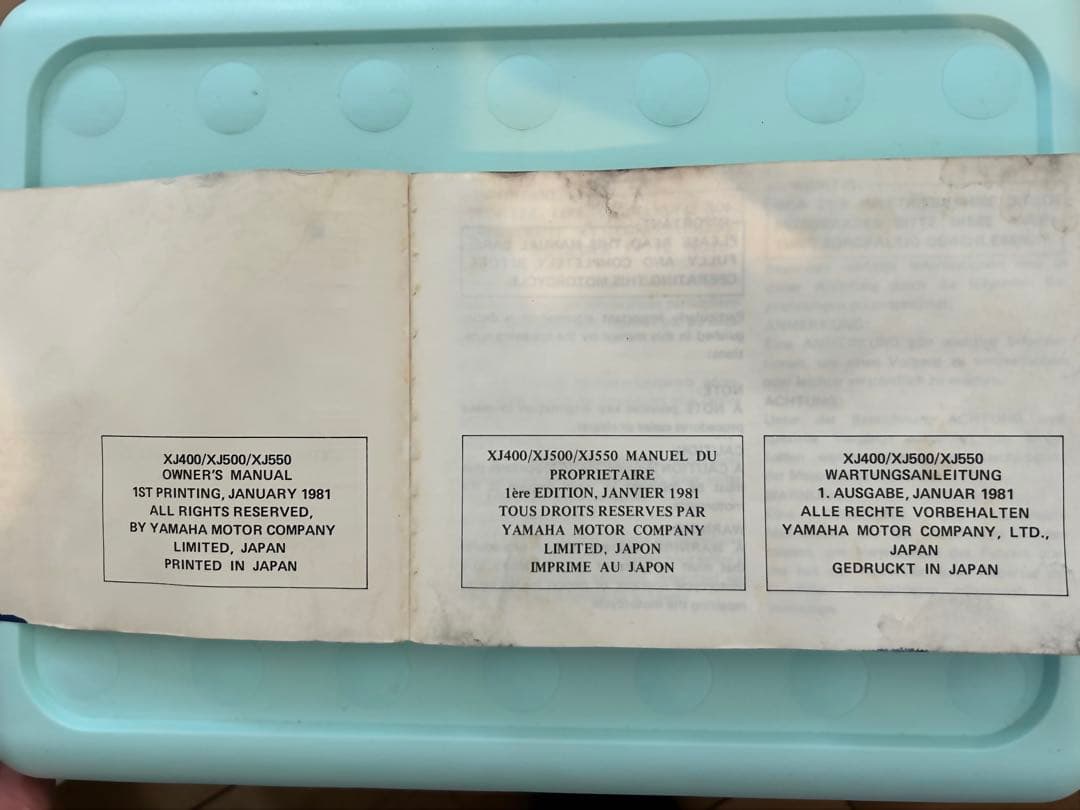 XJ400/XJ500/XJ550
OWNER'S MANUAL
1ST PRINTING, JANUARY 1981
ALL RIGHTS RESERVED,
BY YAMAHA MOTOR COMPANY
LIMITED, JAPAN
PRINTED IN JAPAN
XJ400/XJ500/XJ550 MANUEL DU
PROPRIETAIRE
1ère EDITION, JANVIER 1981
TOUS DROITS RESERVES PAR
YAMAHA MOTOR COMPANY
LIMITED, JAPON
IMPRIME AU JAPON
XJ400/XJ500/XJ550
WARTUNGSANLEITUNG
1. AUSGABE, JANUAR 1981
ALLE RECHTE VORBEHALTEN
YAMAHA MOTOR COMPANY, LTD.,
JAPAN
GEDRUCKT IN JAPAN